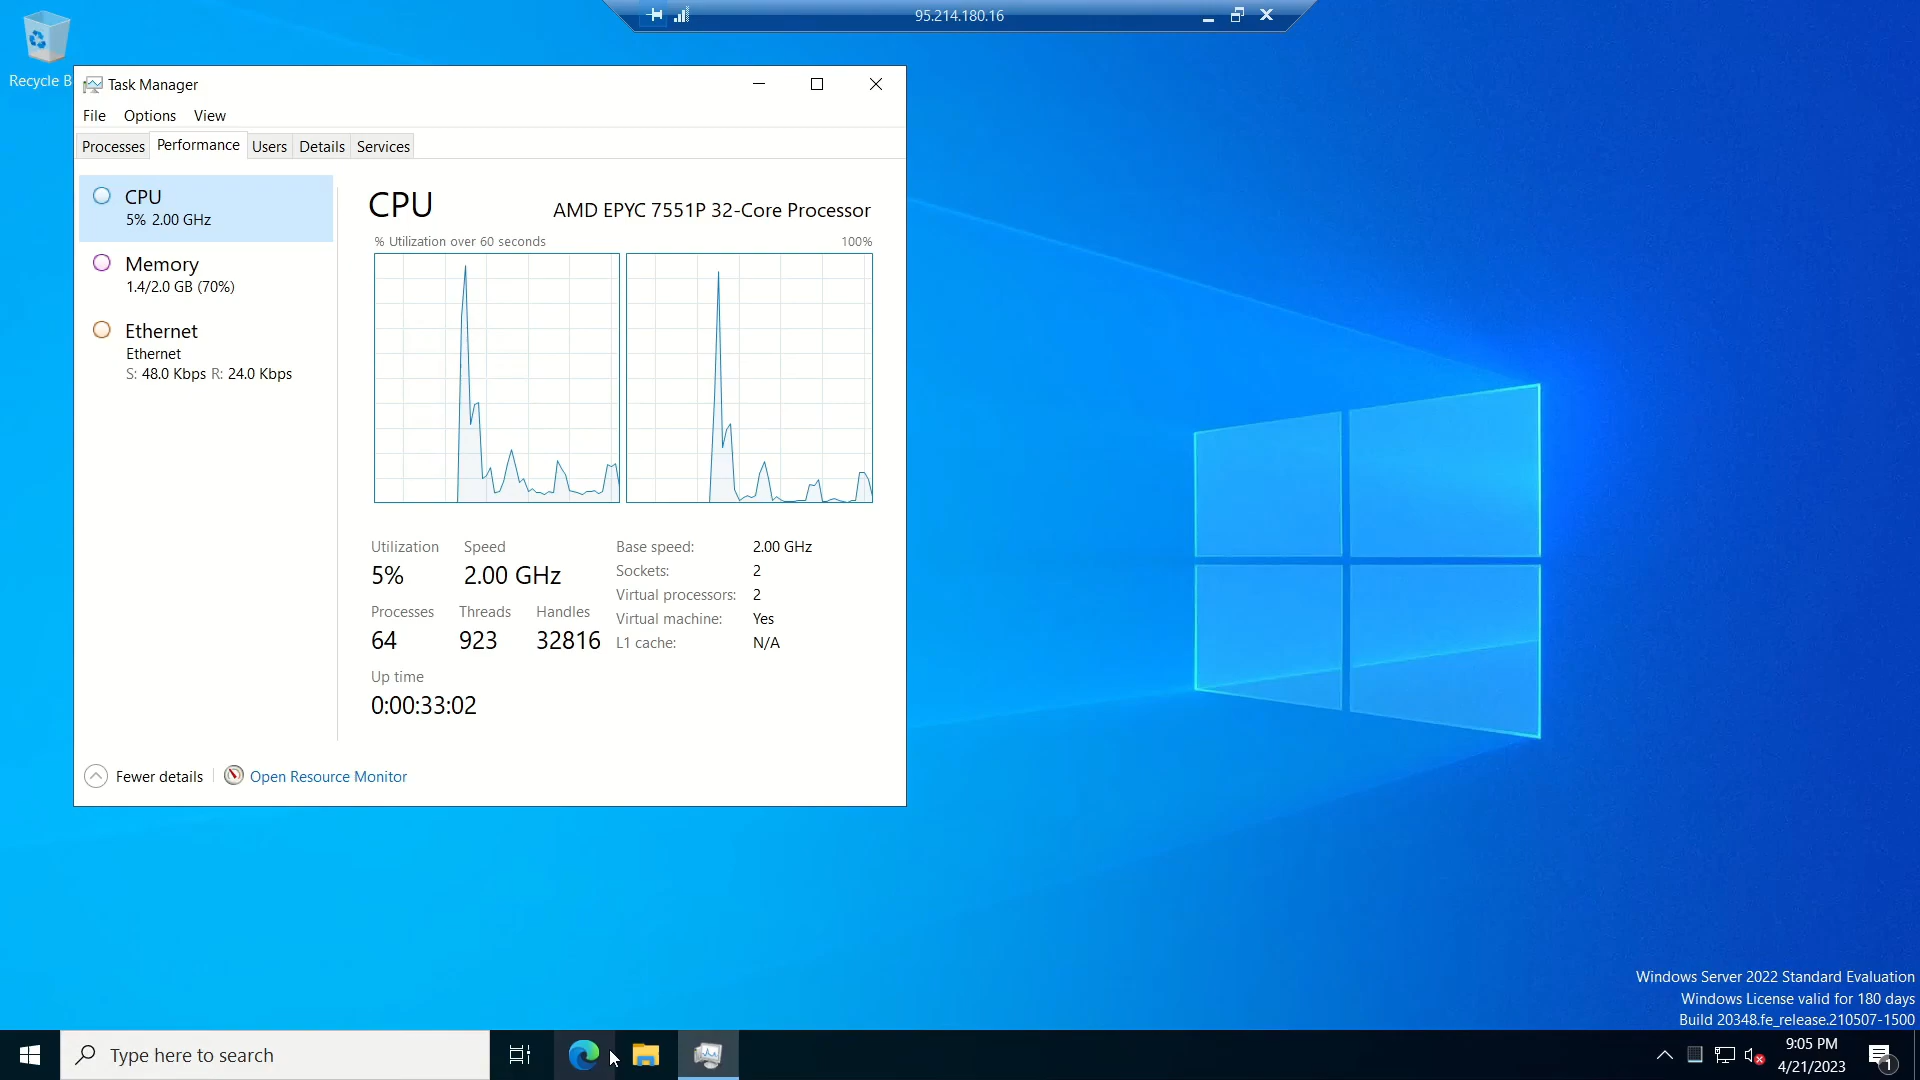 95.214.180.16
Recycle B
Task Manager
File Options View
Processes Performance Users Details Services
CPU
5% 2.00 GHz
Memory
1.4/2.0 GB (70%)
Ethernet
Ethernet
S: 48.0 Kbps R: 24.0 Kbps
CPU AMD EPYC 7551P 32-Core Processor
% Utilization over 60 seconds 100%
Utilization Speed
5% 2.00 GHz
Processes Threads Handles
64 923 32816
Up time
0:00:33:02
Base speed: 2.00 GHz
Sockets: 2
Virtual processors: 2
Virtual machine: Yes
L1 cache: N/A
Fewer details Open Resource Monitor
Windows Server 2022 Standard Evaluation
Windows License valid for 180 days
Build 20348.fe_release.210507-1500
Type here to search
9:05 PM
4/21/2023
1